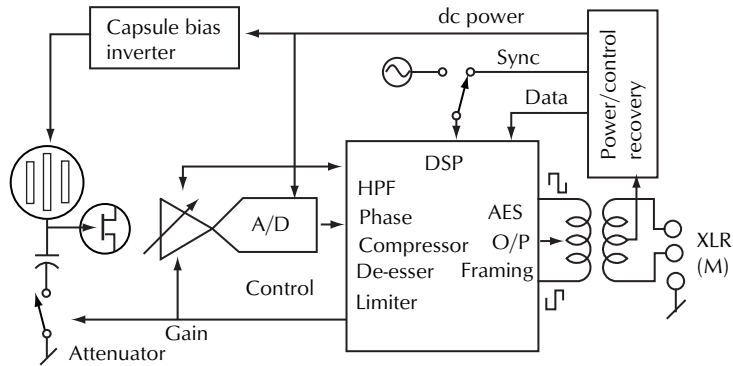 Capsule bias
inverter
dc power
Sync
Data
Power/control
recovery
DSP
HPF
Phase
Compressor
De-esser
Limiter
AES
O/P
Framing
A/D
Control
Gain
Attenuator
XLR
(M)